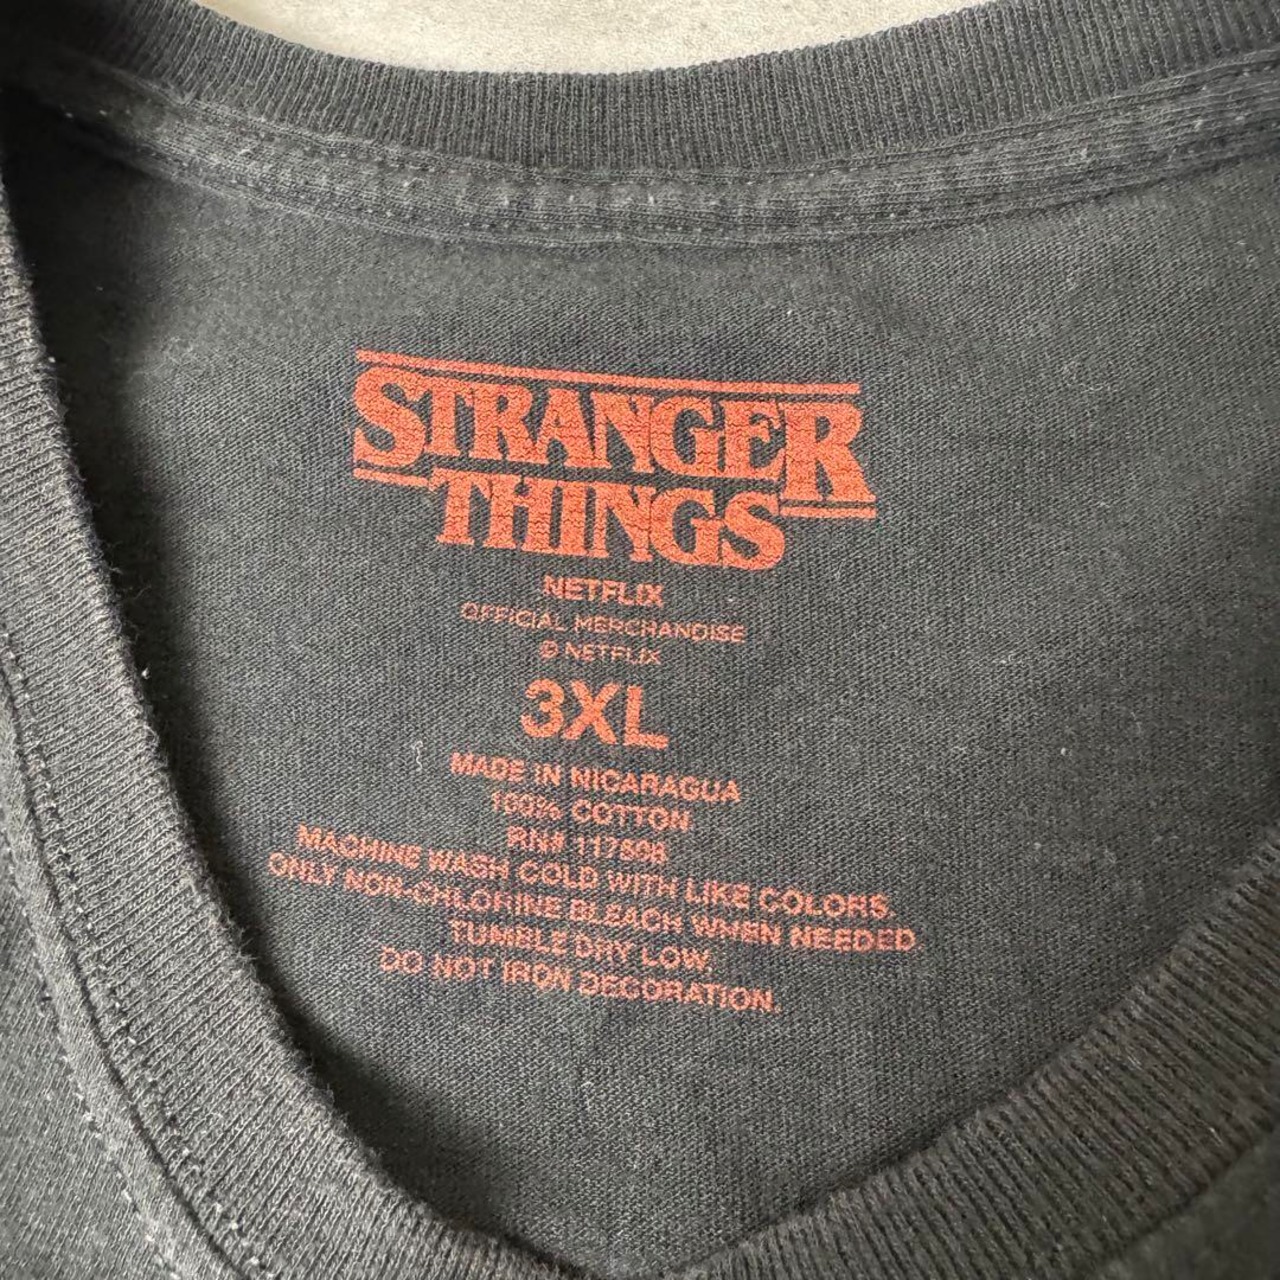 STRANGER
THINGS
NETFLIX
OFFICIAL MERCHANDISE
© NETFLIX
3XL
MADE IN NICARAGUA
100% COTTON
RN#
MACHINE WASH COLD WITH LIKE COLORS.
ONLY NON-CHLORINE BLEACH WHEN NEEDED.
TUMBLE DRY LOW.
DO NOT IRON DECORATION.